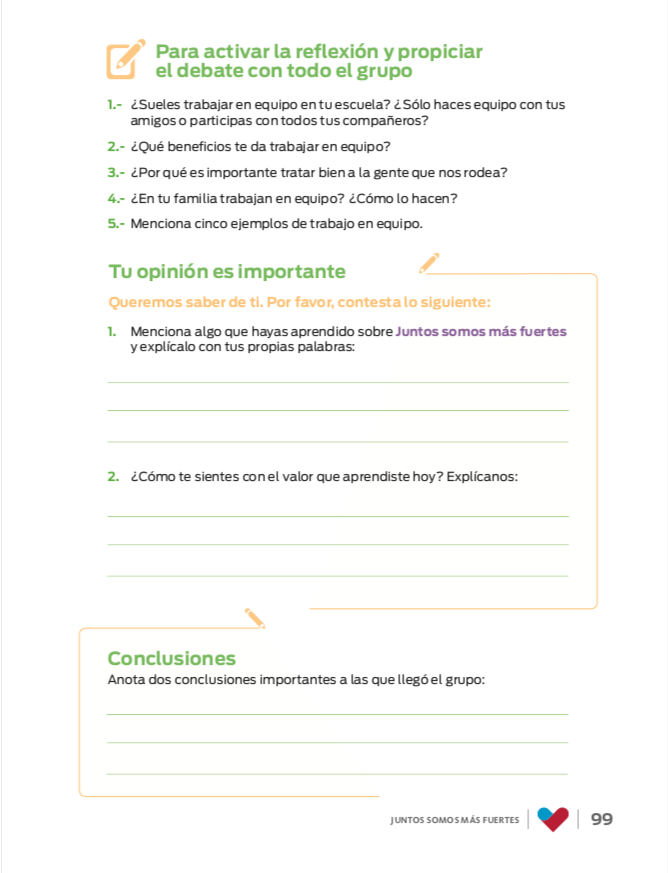 Para activar la reflexión y propiciar
el debate con todo el grupo
1.- ¿Sueles trabajar en equipo en tu escuela? ¿Sólo haces equipo con tus
amigos o participas con todos tus compañeros?
2.- ¿Qué beneficios te da trabajar en equipo?
3.- ¿Por qué es importante tratar bien a la gente que nos rodea?
4.- ¿En tu familia trabajan en equipo? ¿Cómo lo hacen?
5.- Menciona cinco ejemplos de trabajo en equipo.
Tu opinión es importante
Queremos saber de ti. Por favor, contesta lo siguiente:
1. Menciona algo que hayas aprendido sobre Juntos somos más fuertes
y explícalo con tus propias palabras:
2. ¿Cómo te sientes con el valor que aprendiste hoy? Explícanos:
Conclusiones
Anota dos conclusiones importantes a las que llegó el grupo:
JUNTOS SOMOS MÁS FUERTES 99